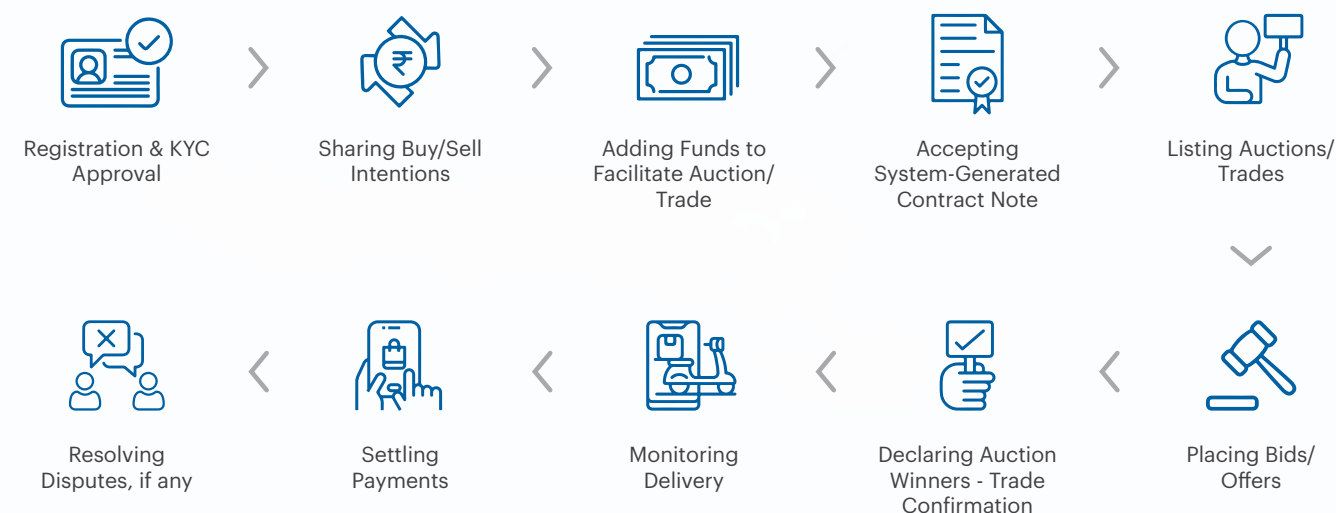 Registration & KYC
Approval
Sharing Buy/Sell
Intentions
Adding Funds to
Facilitate Auction/
Trade
Accepting
System-Generated
Contract Note
Listing Auctions/
Trades
Placing Bids/
Offers
Declaring Auction
Winners - Trade
Confirmation
Monitoring
Delivery
Settling
Payments
Resolving
Disputes, if any